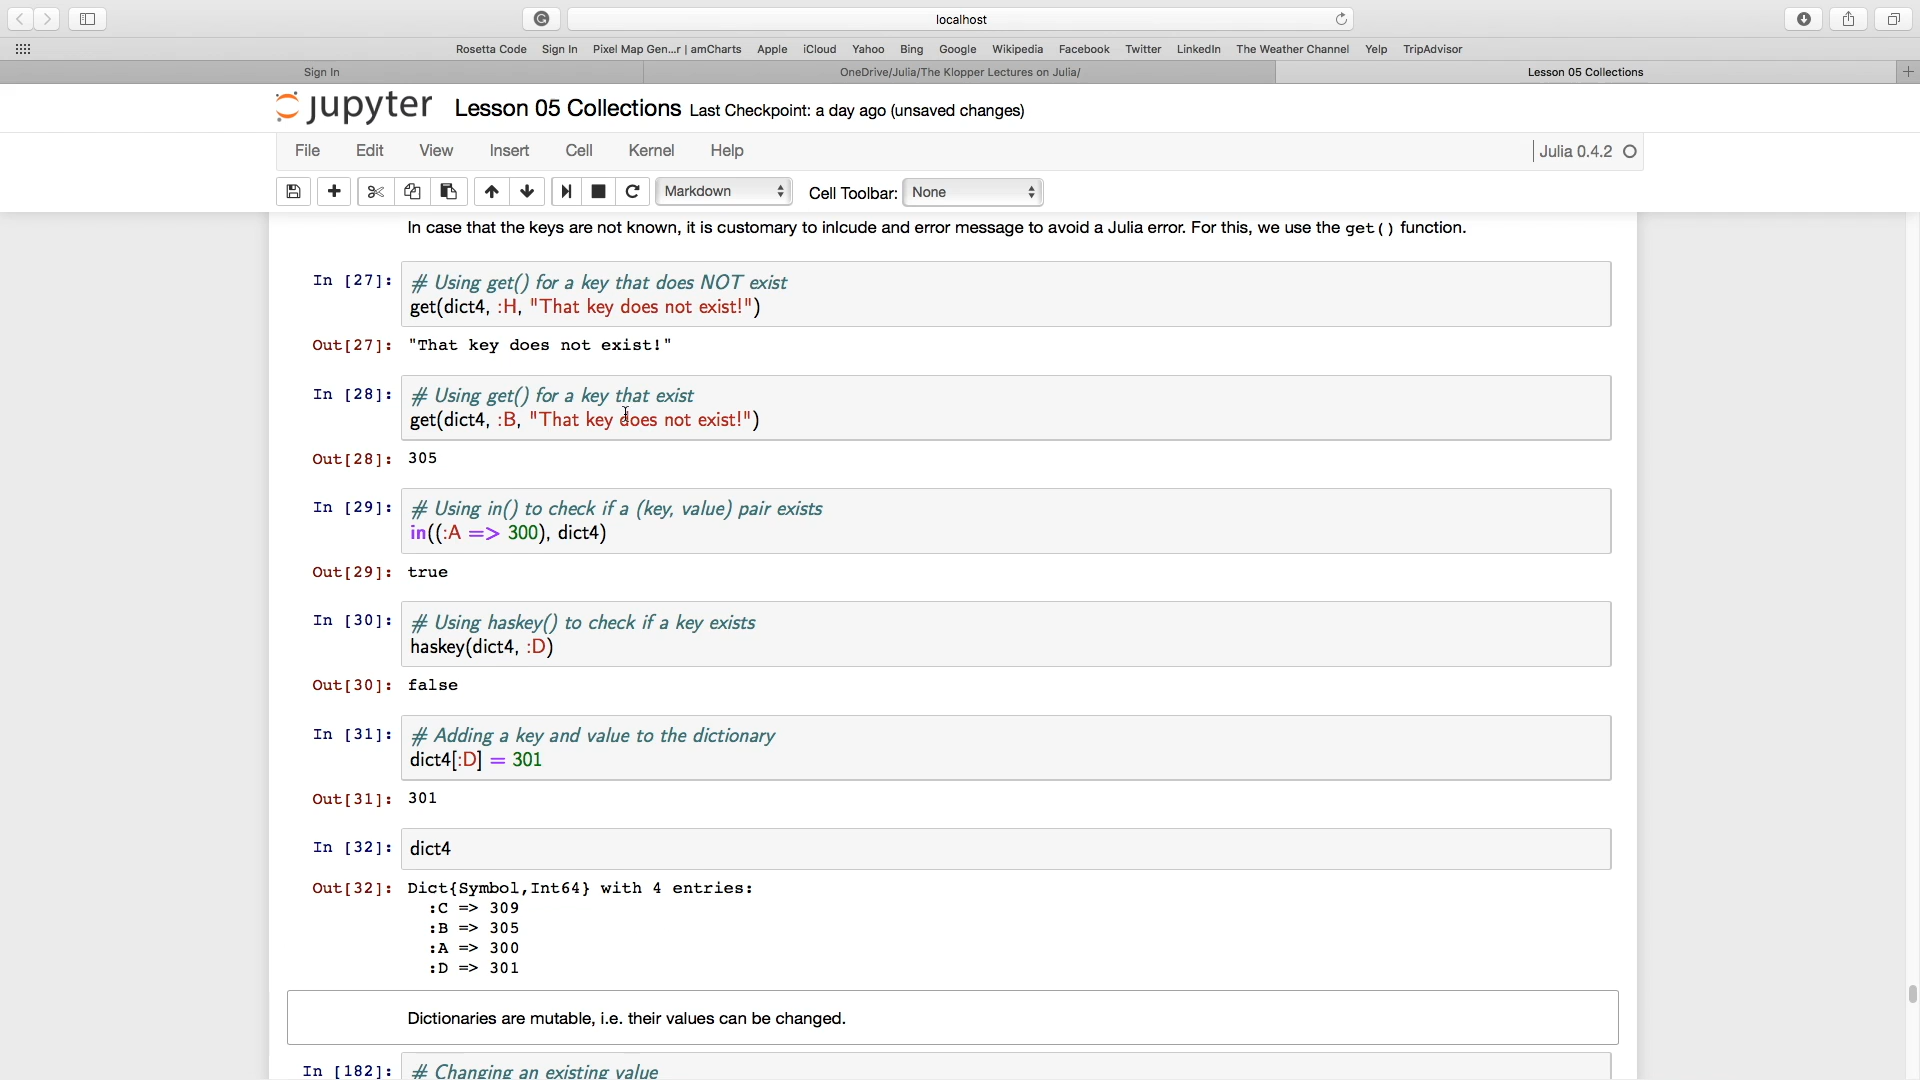 localhost
Rosetta Code Sign In Pixel Map Gen...r | amCharts Apple iCloud Yahoo Bing Google Wikipedia Facebook Twitter LinkedIn The Weather Channel Yelp TripAdvisor
Sign In OneDrive/Julia/The Klopper Lectures on Julia/ Lesson 05 Collections
jupyter Lesson 05 Collections Last Checkpoint: a day ago (unsaved changes)
File Edit View Insert Cell Kernel Help Julia 0.4.2
Markdown Cell Toolbar: None
In case that the keys are not known, it is customary to inlcude and error message to avoid a Julia error. For this, we use the get() function.
In [27]: # Using get() for a key that does NOT exist
get(dict4, :H, "That key does not exist!")
Out[27]: "That key does not exist!"
In [28]: # Using get() for a key that exist
get(dict4, :B, "That key does not exist!")
Out[28]: 305
In [29]: # Using in() to check if a (key, value) pair exists
in((:A => 300), dict4)
Out[29]: true
In [30]: # Using haskey() to check if a key exists
haskey(dict4, :D)
Out[30]: false
In [31]: # Adding a key and value to the dictionary
dict4[:D] = 301
Out[31]: 301
In [32]: dict4
Out[32]: Dict{Symbol,Int64} with 4 entries:
:C => 309
:B => 305
:A => 300
:D => 301
Dictionaries are mutable, i.e. their values can be changed.
In [182]: # Changing an existing value